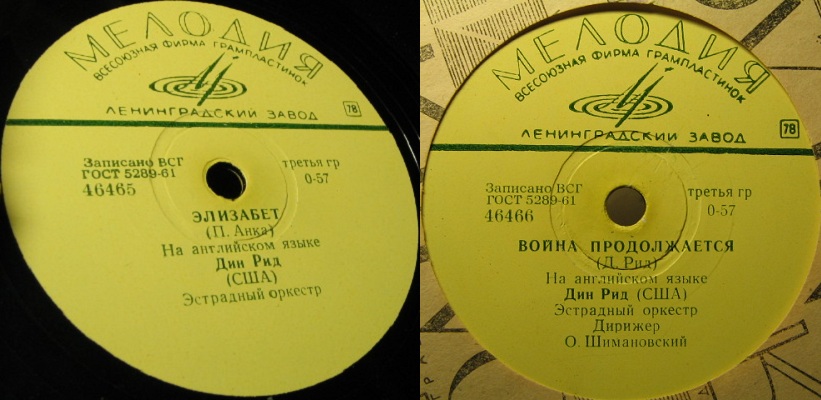 МЕЛОДИЯ
ВСЕСОЮЗНАЯ ФИРМА ГРАМПЛАСТИНОК
ЛЕНИНГРАДСКИЙ ЗАВОД
78
Записано ВСГ
ГОСТ 5289-61
46465
третья гр
0-57
ЭЛИЗАБЕТ
(П. Анка)
На английском языке
Дин Рид
(США)
Эстрадный оркестр
МЕЛОДИЯ
ВСЕСОЮЗНАЯ ФИРМА ГРАМПЛАСТИНОК
ЛЕНИНГРАДСКИЙ ЗАВОД
78
Записано ВСГ
ГОСТ 5289-61
46466
третья гр
0-57
ВОИНА ПРОДОЛЖАЕТСЯ
(Д. Рид)
На английском языке
Дин Рид (США)
Эстрадный оркестр
Дирижер
О. Шимановский